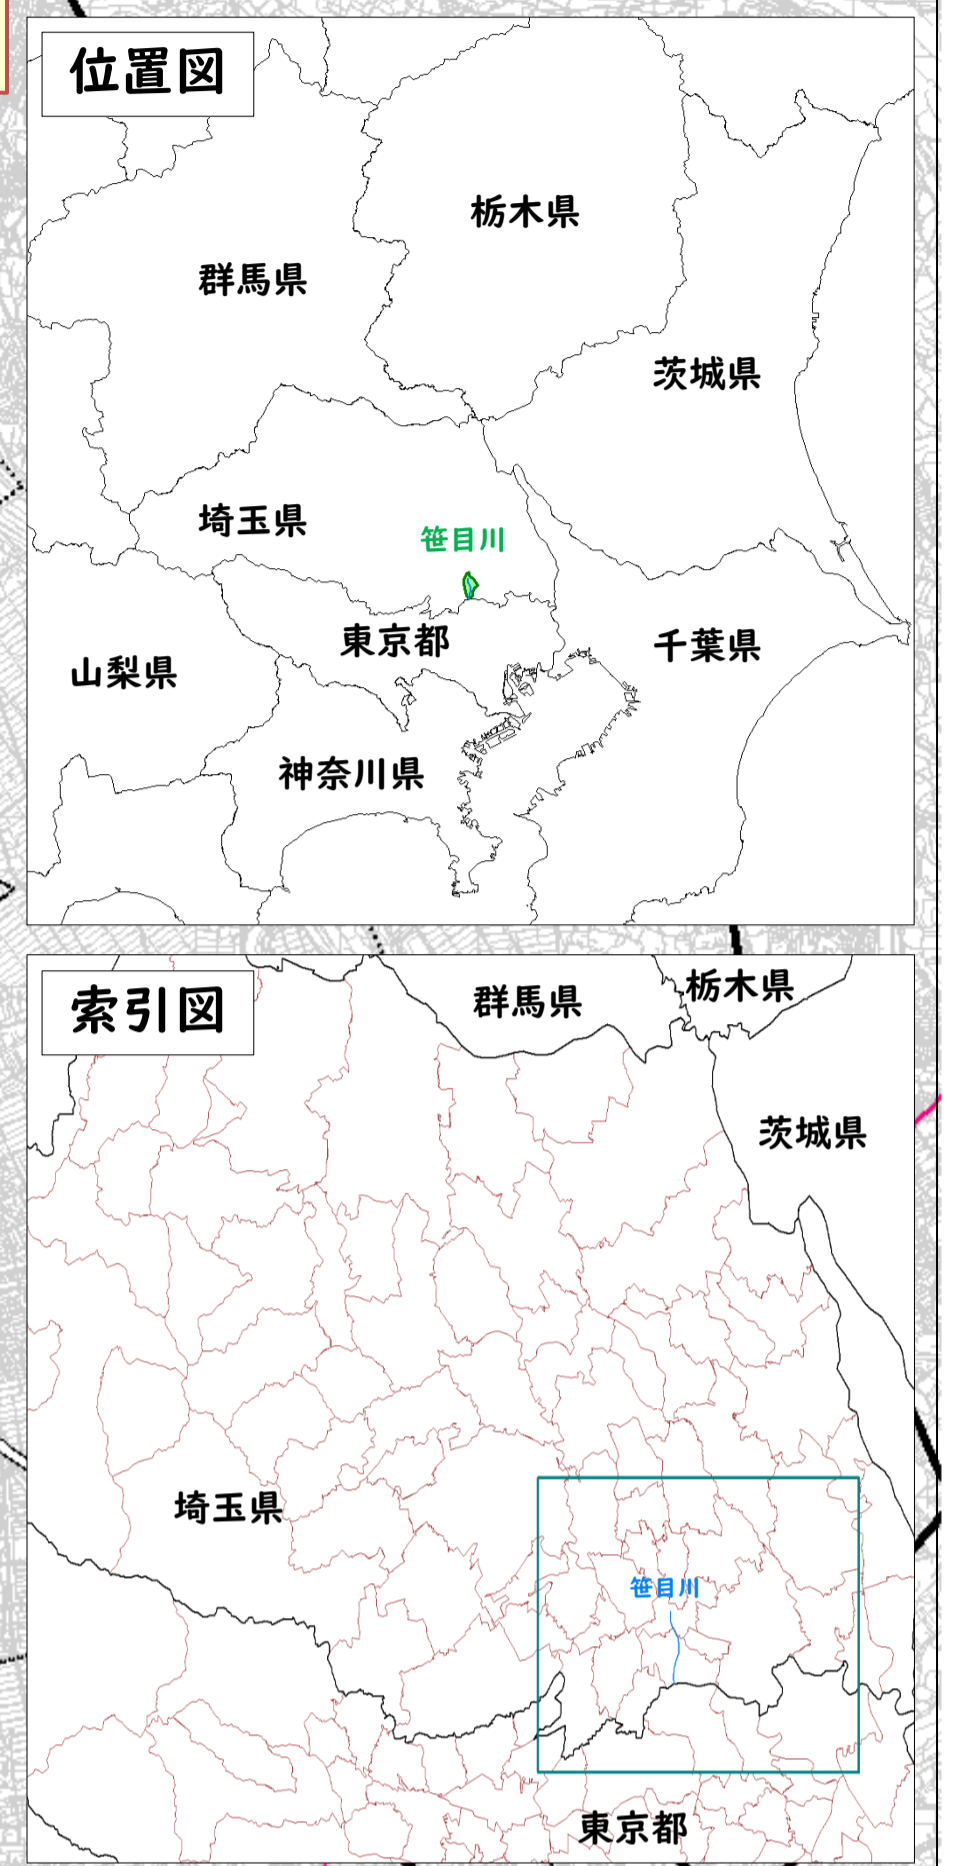 位置図
栃木県
群馬県
茨城県
埼玉県
笹目川
東京都
千葉県
山梨県
神奈川県
索引図
群馬県
栃木県
茨城県
埼玉県
笹目川
東京都